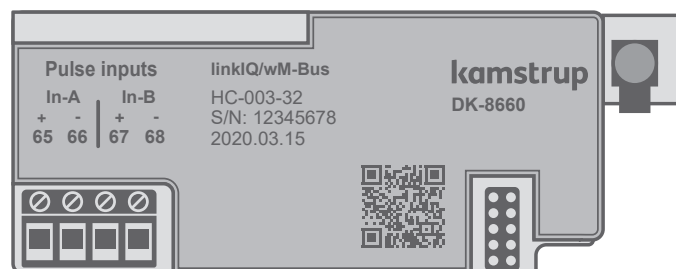 Pulse inputs
In-A In-B
+ - + -
65 66 67 68
linkIQ/wM-Bus
HC-003-32
S/N: 12345678
2020.03.15
kamstrup
DK-8660